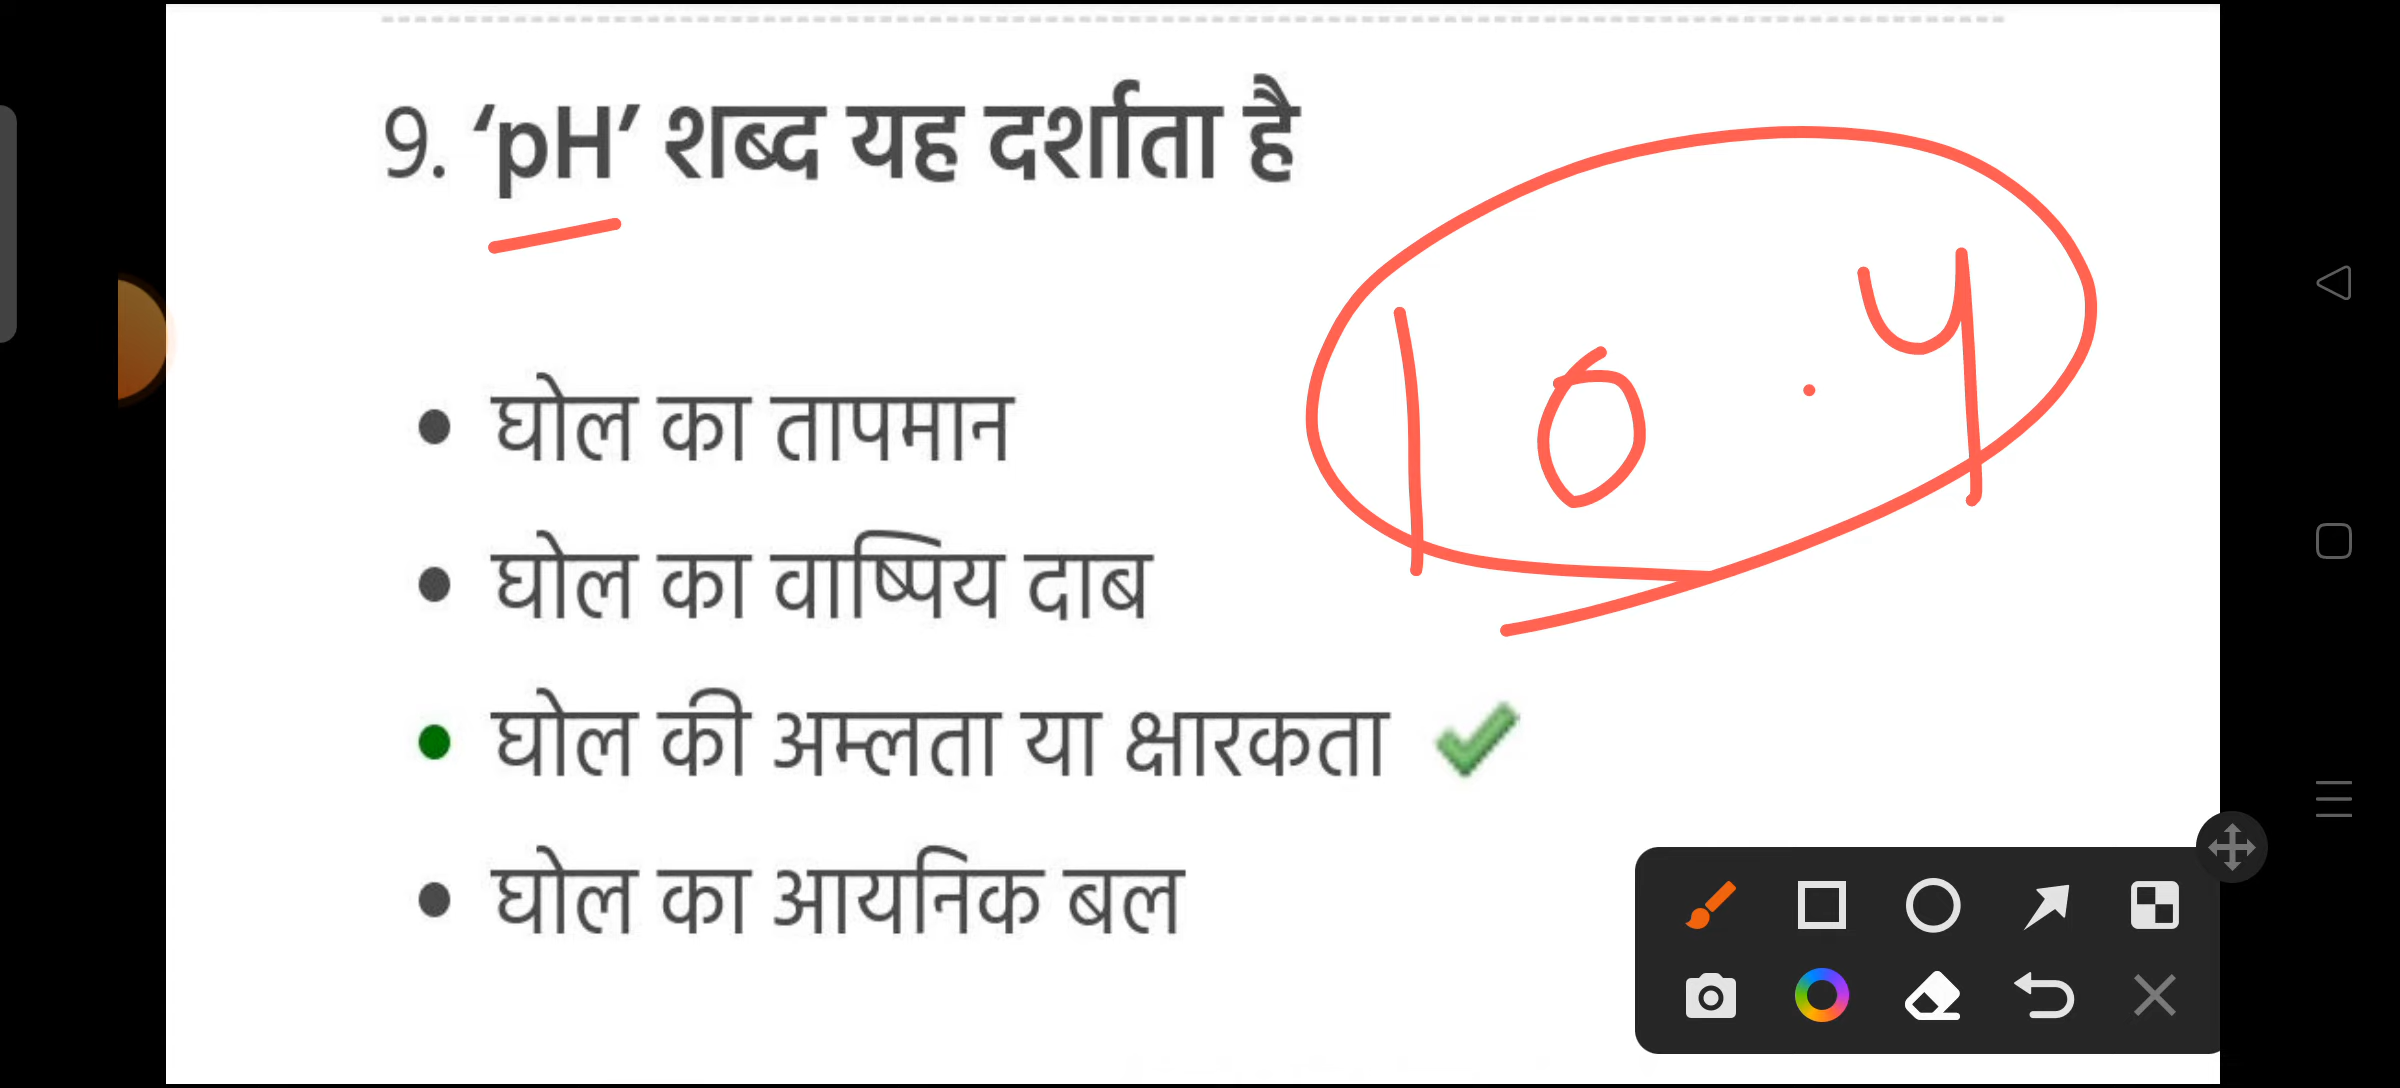 9. ‘pH’ शब्द यह दर्शाता है
10.4
• घोल का तापमान
• घोल का वाष्पिय दाब
• घोल की अम्लता या क्षारकता
• घोल का आयनिक बल